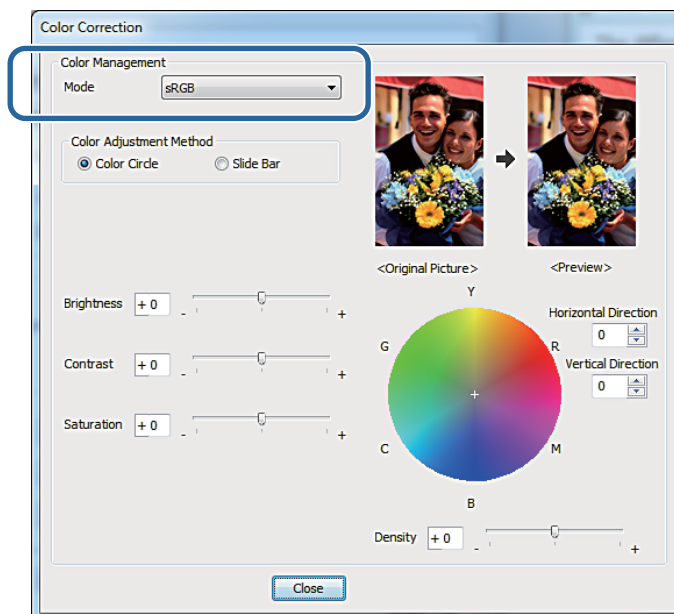 Color Correction
Color Management
Mode sRGB
Color Adjustment Method
Color Circle Slide Bar
<Original Picture> <Preview>
Brightness +0 - +
Contrast +0 - +
Saturation +0 - +
Y
G R
C M
B
Horizontal Direction
0
Vertical Direction
0
Density +0 - +
Close